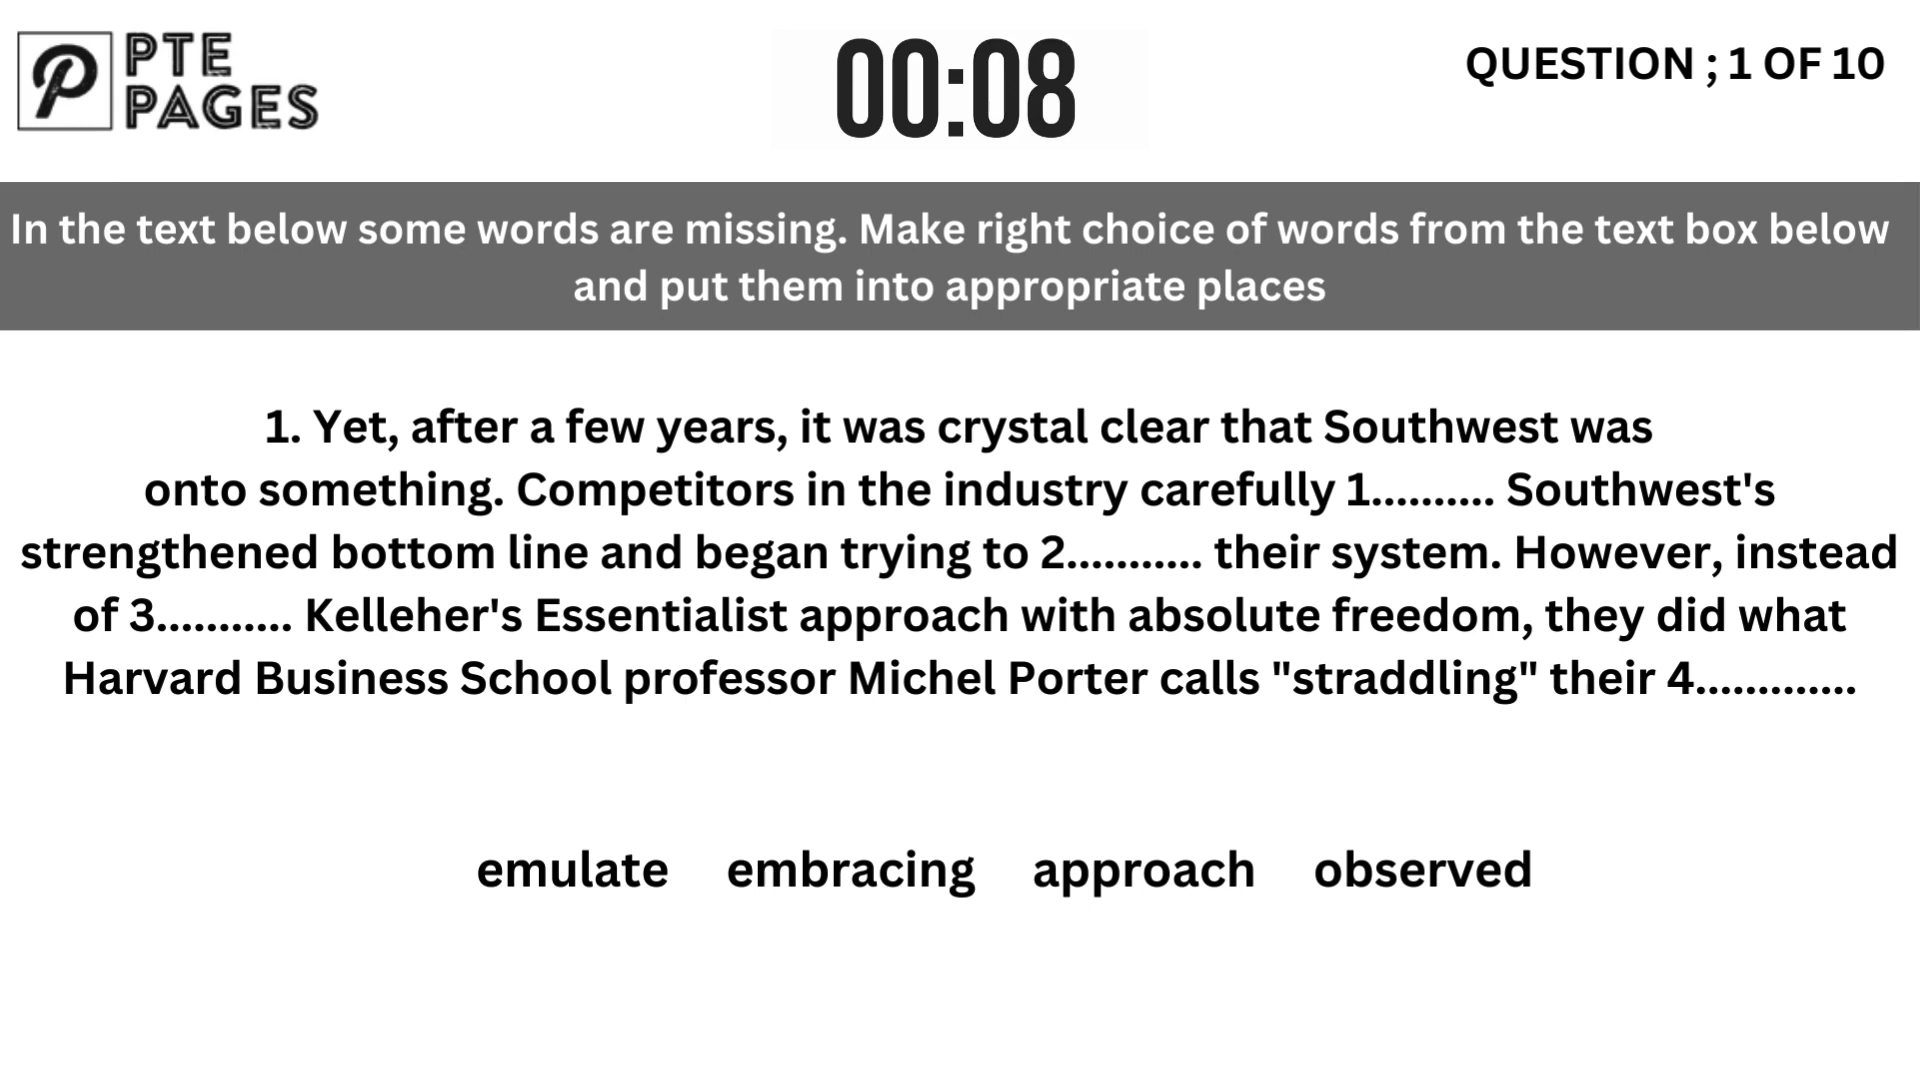 PTE
PAGES
00:08
QUESTION ; 1 OF 10
In the text below some words are missing. Make right choice of words from the text box below
and put them into appropriate places
1. Yet, after a few years, it was crystal clear that Southwest was
onto something. Competitors in the industry carefully 1.......... Southwest's
strengthened bottom line and began trying to 2........... their system. However, instead
of 3........... Kelleher's Essentialist approach with absolute freedom, they did what
Harvard Business School professor Michel Porter calls "straddling" their 4.............
emulate embracing approach observed